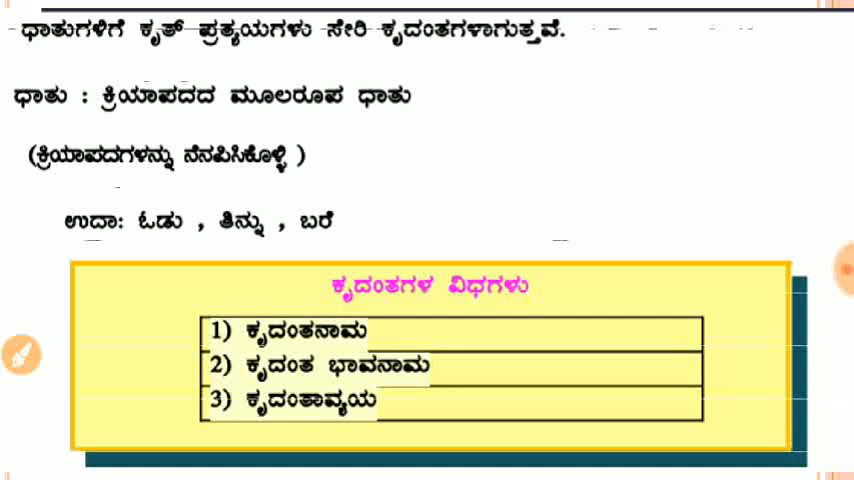 ಧಾತುಗಳಿಗೆ ಕೃತ್ ಪ್ರತ್ಯಯಗಳು ಸೇರಿ ಕೃದಂತಗಳಾಗುತ್ತವೆ.
ಧಾತು : ಕ್ರಿಯಾಪದದ ಮೂಲರೂಪ ಧಾತು
(ಕ್ರಿಯಾಪದಗಳನ್ನು ನೆನಪಿಸಿಕೊಳ್ಳಿ )
ಉದಾ: ಓಡು , ತಿನ್ನು , ಬರೆ
ಕೃದಂತಗಳ ವಿಧಗಳು
1) ಕೃದಂತನಾಮ
2) ಕೃದಂತ ಭಾವನಾಮ
3) ಕೃದಂತಾವ್ಯಯ